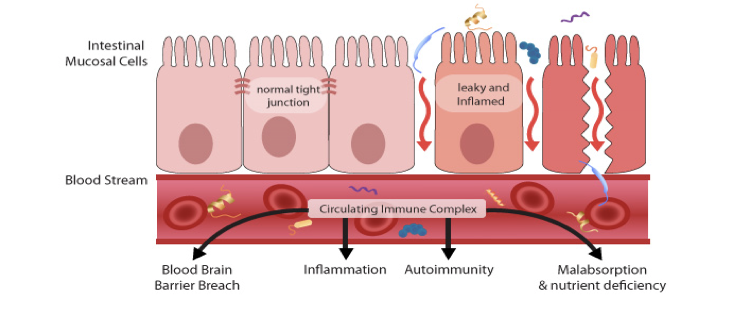 Intestinal
Mucosal Cells
normal tight
junction
leaky and
Inflamed
Blood Stream
Circulating Immune Complex
Blood Brain
Barrier Breach
Inflammation
Autoimmunity
Malabsorption
& nutrient deficiency